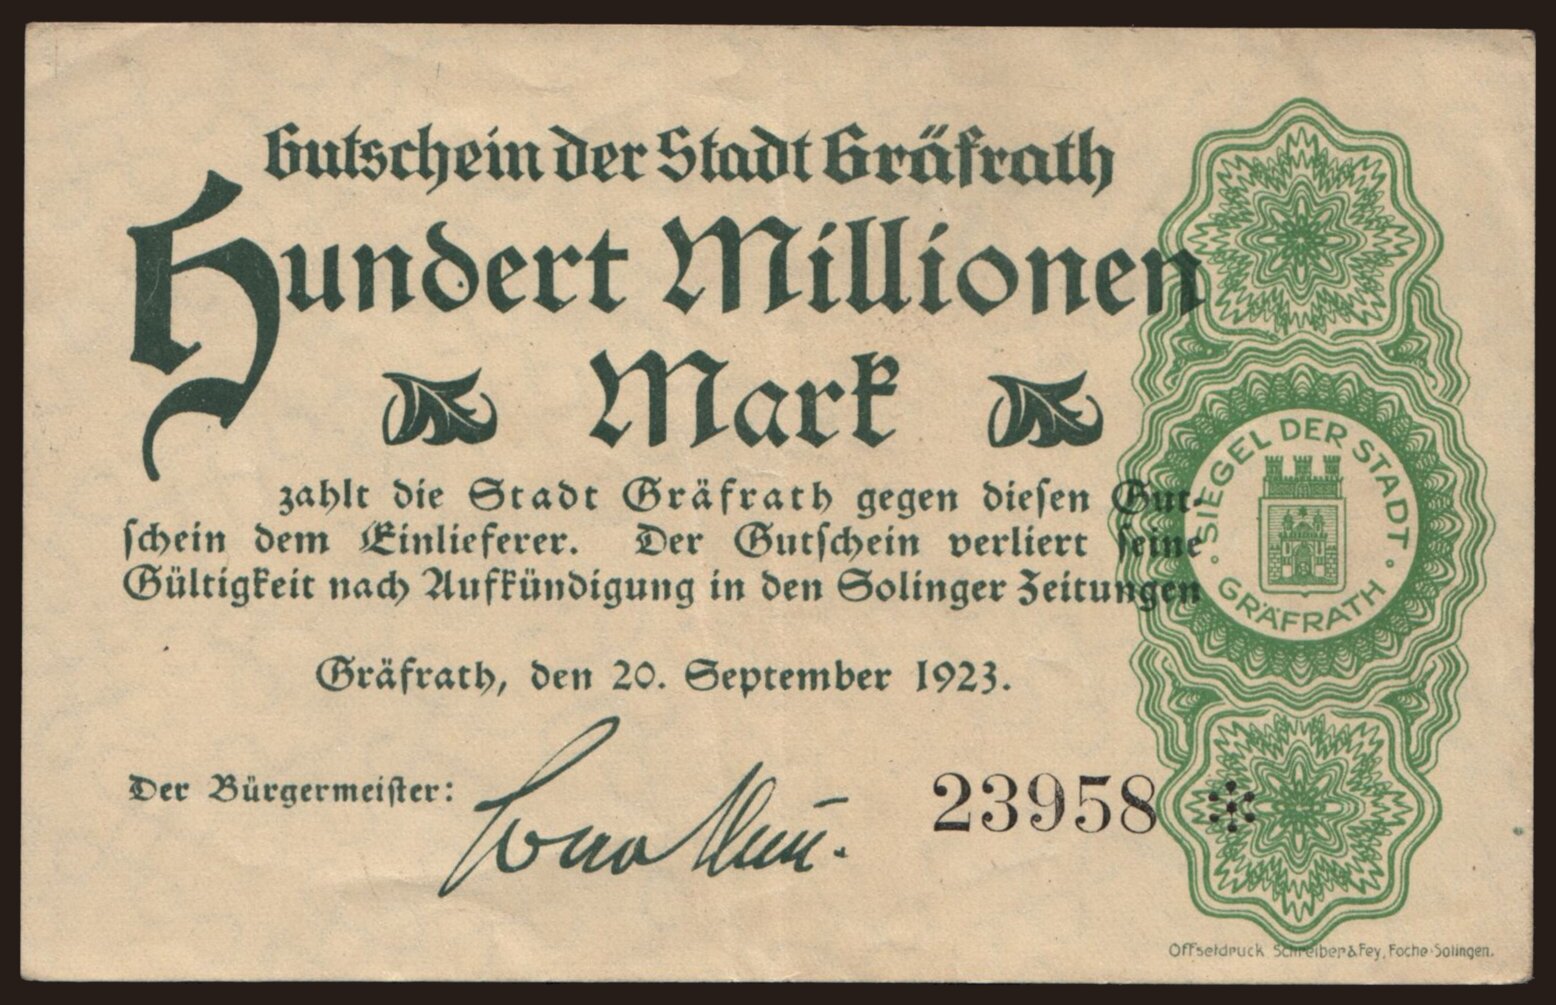 Gutschein der Stadt Gräfrath
Hundert Millionen
Mark
zahlt die Stadt Gräfrath gegen diesen Gut-
schein dem Einlieferer. Der Gutschein verliert seine
Gültigkeit nach Aufkündigung in den Solinger Zeitungen
SIEGEL DER STADT
GRÄFRATH
Gräfrath, den 20. September 1923.
Der Bürgermeister:
23958
Offsetdruck Schreiber & Fey, Foche-Solingen.